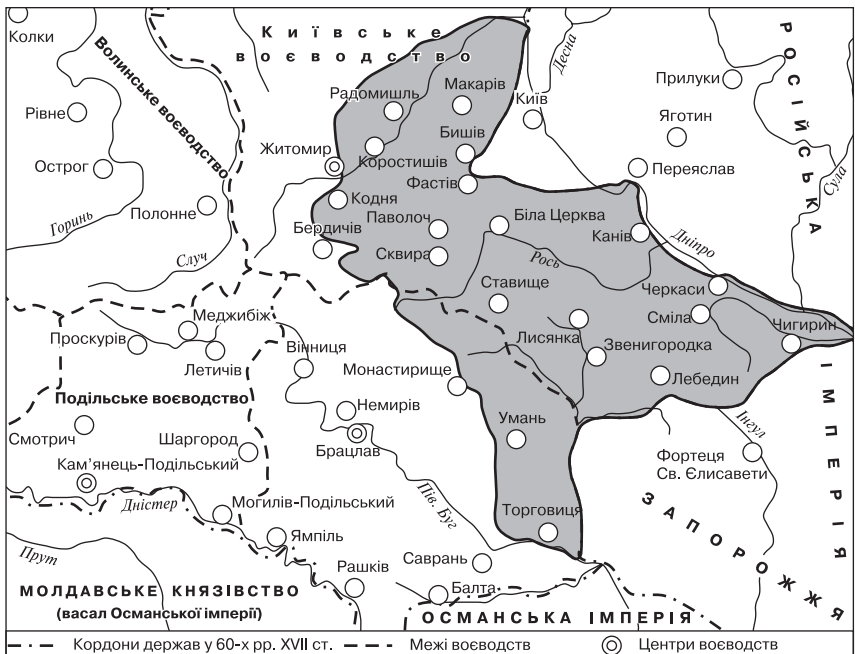 Колки
Київське
воєводство
Волинське воєводство
Рівне
Острог
Горинь
Полонне
Случ
Радомишль
Макарів
Житомир
Коростишів
Бишів
Фастів
Кодня
Бердичів
Паволоч
Сквира
Біла Церква
Десна
Київ
Прилуки
Яготин
Переяслав
Сула
РОСІЙСЬКА
ІМПЕРІЯ
Канів
Дніпро
Рось
Ставище
Черкаси
Сміла
Чигирин
Лисянка
Звенигородка
Лебедин
Меджибіж
Проскурів
Летичів
Вінниця
Монастирище
Подільське воєводство
Немирів
Смотрич
Шаргород
Брацлав
Кам'янець-Подільський
Умань
Фортеця
Св. Єлисавети
Інгул
ЗАПОРОЖЖЯ
Дністер
Могилів-Подільський
Пів. Буг
Торговиця
Ямпіль
Прут
Саврань
Рашків
Балта
МОЛДАВСЬКЕ КНЯЗІВСТВО
(васал Османської імперії)
ОСМАНСЬКА ІМПЕРІЯ
Кордони держав у 60-х рр. XVII ст. Межі воєводств Центри воєводств